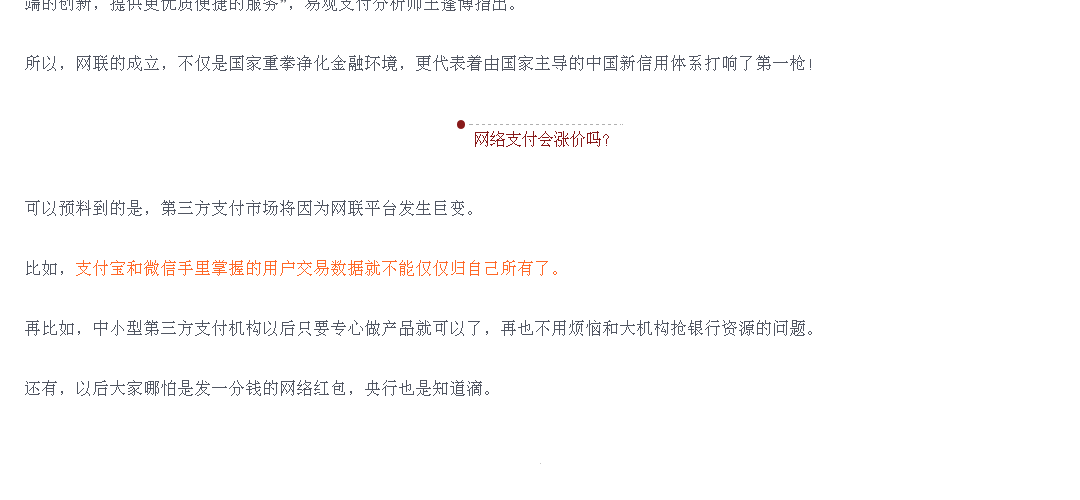 端的创新，提供更优质便捷的服务”，易观支付分析师王蓬博指出。
所以，网联的成立，不仅是国家重拳净化金融环境，更代表着由国家主导的中国新信用体系打响了第一枪！
网络支付会涨价吗？
可以预料到的是，第三方支付市场将因为网联平台发生巨变。
比如，支付宝和微信手里掌握的用户交易数据就不能仅仅归自己所有了。
再比如，中小型第三方支付机构以后只要专心做产品就可以了，再也不用烦恼和大机构抢银行资源的问题。
还有，以后大家哪怕是发一分钱的网络红包，央行也是知道滴。